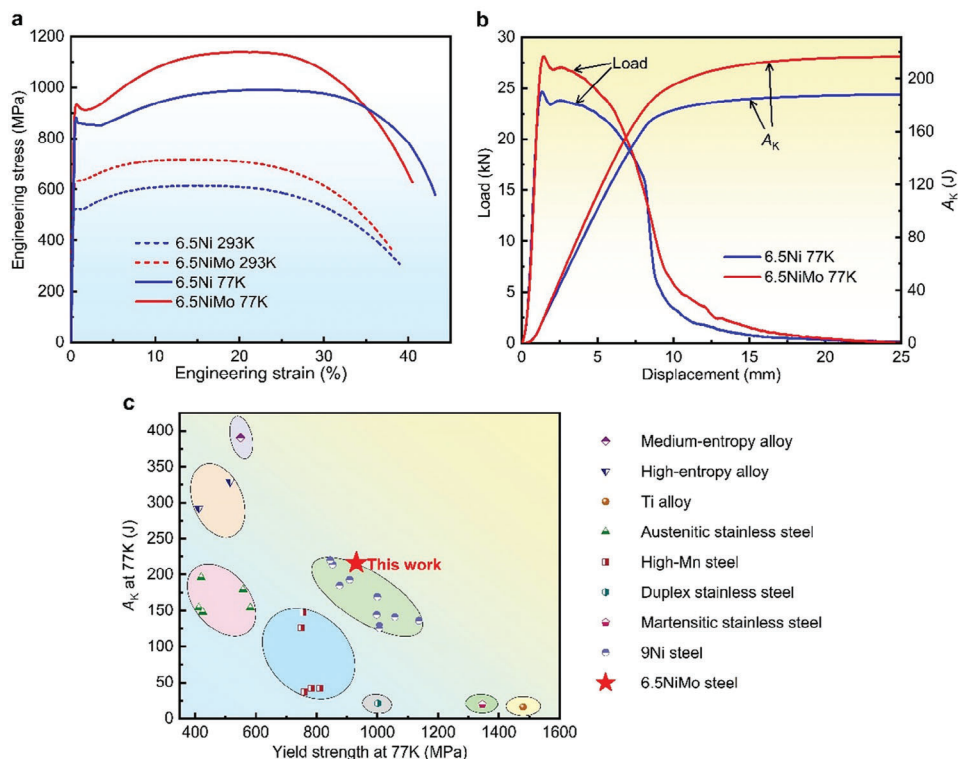 a
1200
1000
800
600
400
200
0
Engineering stress (MPa)
6.5Ni 293K
6.5NiMo 293K
6.5Ni 77K
6.5NiMo 77K
0 10 20 30 40
Engineering strain (%)
b
30
25
20
15
10
5
0
Load (kN)
Load
A_K
6.5Ni 77K
6.5NiMo 77K
200
160
120
80
40
0
A_K (J)
0 5 10 15 20 25
Displacement (mm)
c
400
350
300
250
200
150
100
50
0
A_K at 77K (J)
This work
400 600 800 1000 1200 1400 1600
Yield strength at 77K (MPa)
Medium-entropy alloy
High-entropy alloy
Ti alloy
Austenitic stainless steel
High-Mn steel
Duplex stainless steel
Martensitic stainless steel
9Ni steel
6.5NiMo steel